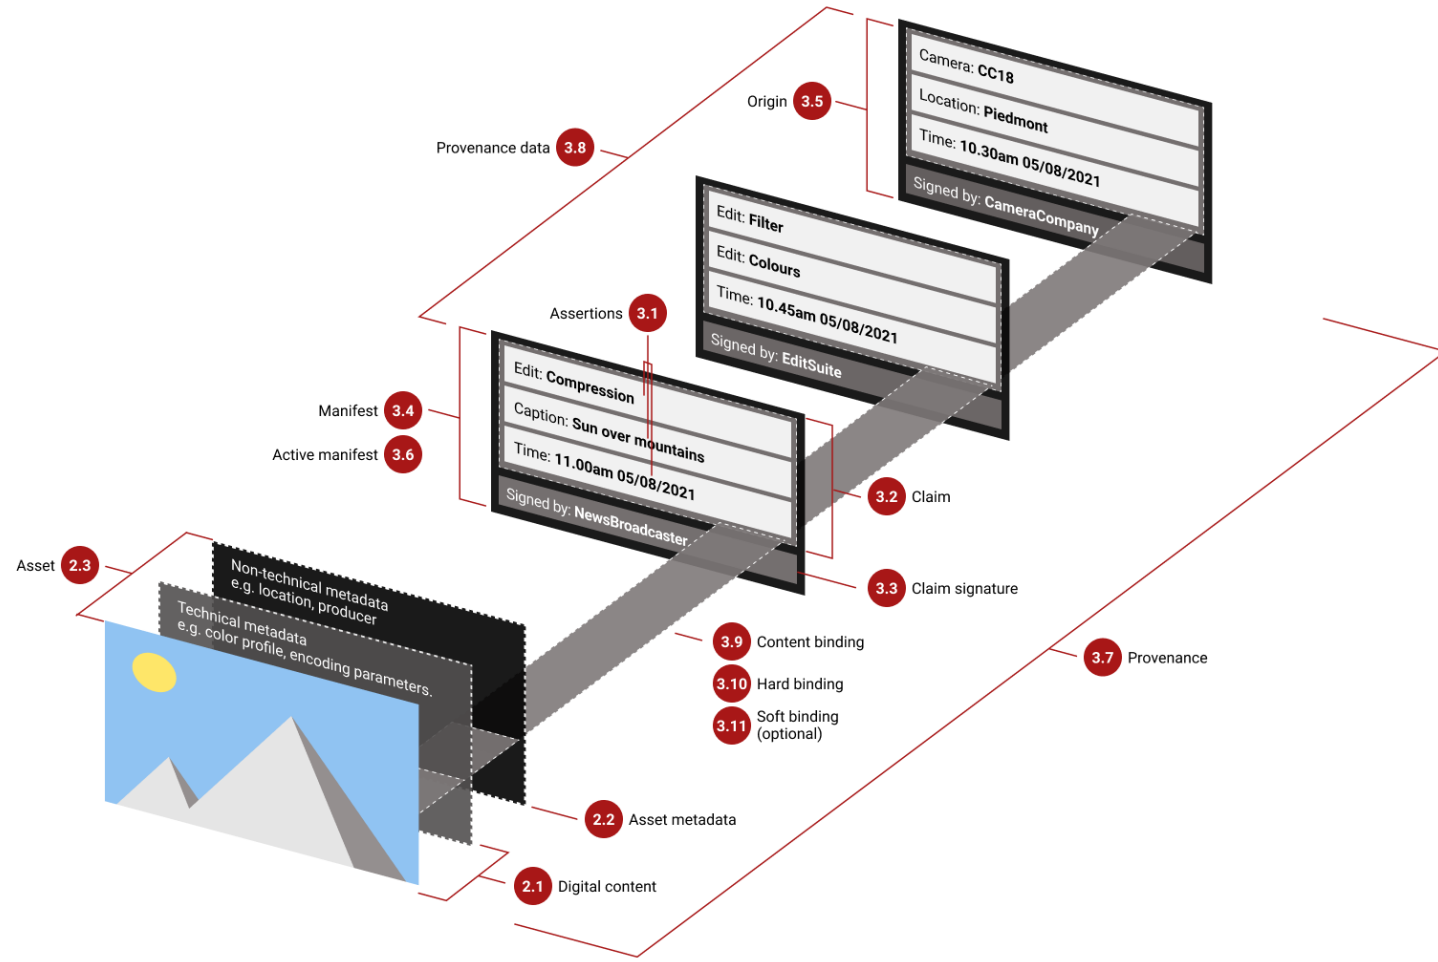 Camera: CC18
Location: Piedmont
Time: 10.30am 05/08/2021
Signed by: CameraCompany
Origin 3.5
Provenance data 3.8
Edit: Filter
Edit: Colours
Time: 10.45am 05/08/2021
Signed by: EditSuite
Assertions 3.1
Edit: Compression
Caption: Sun over mountains
Time: 11.00am 05/08/2021
Signed by: NewsBroadcaster
Manifest 3.4
Active manifest 3.6
3.2 Claim
3.3 Claim signature
Asset 2.3
Non-technical metadata
e.g. location, producer
Technical metadata
e.g. color profile, encoding parameters.
3.9 Content binding
3.10 Hard binding
3.11 Soft binding
(optional)
3.7 Provenance
2.2 Asset metadata
2.1 Digital content